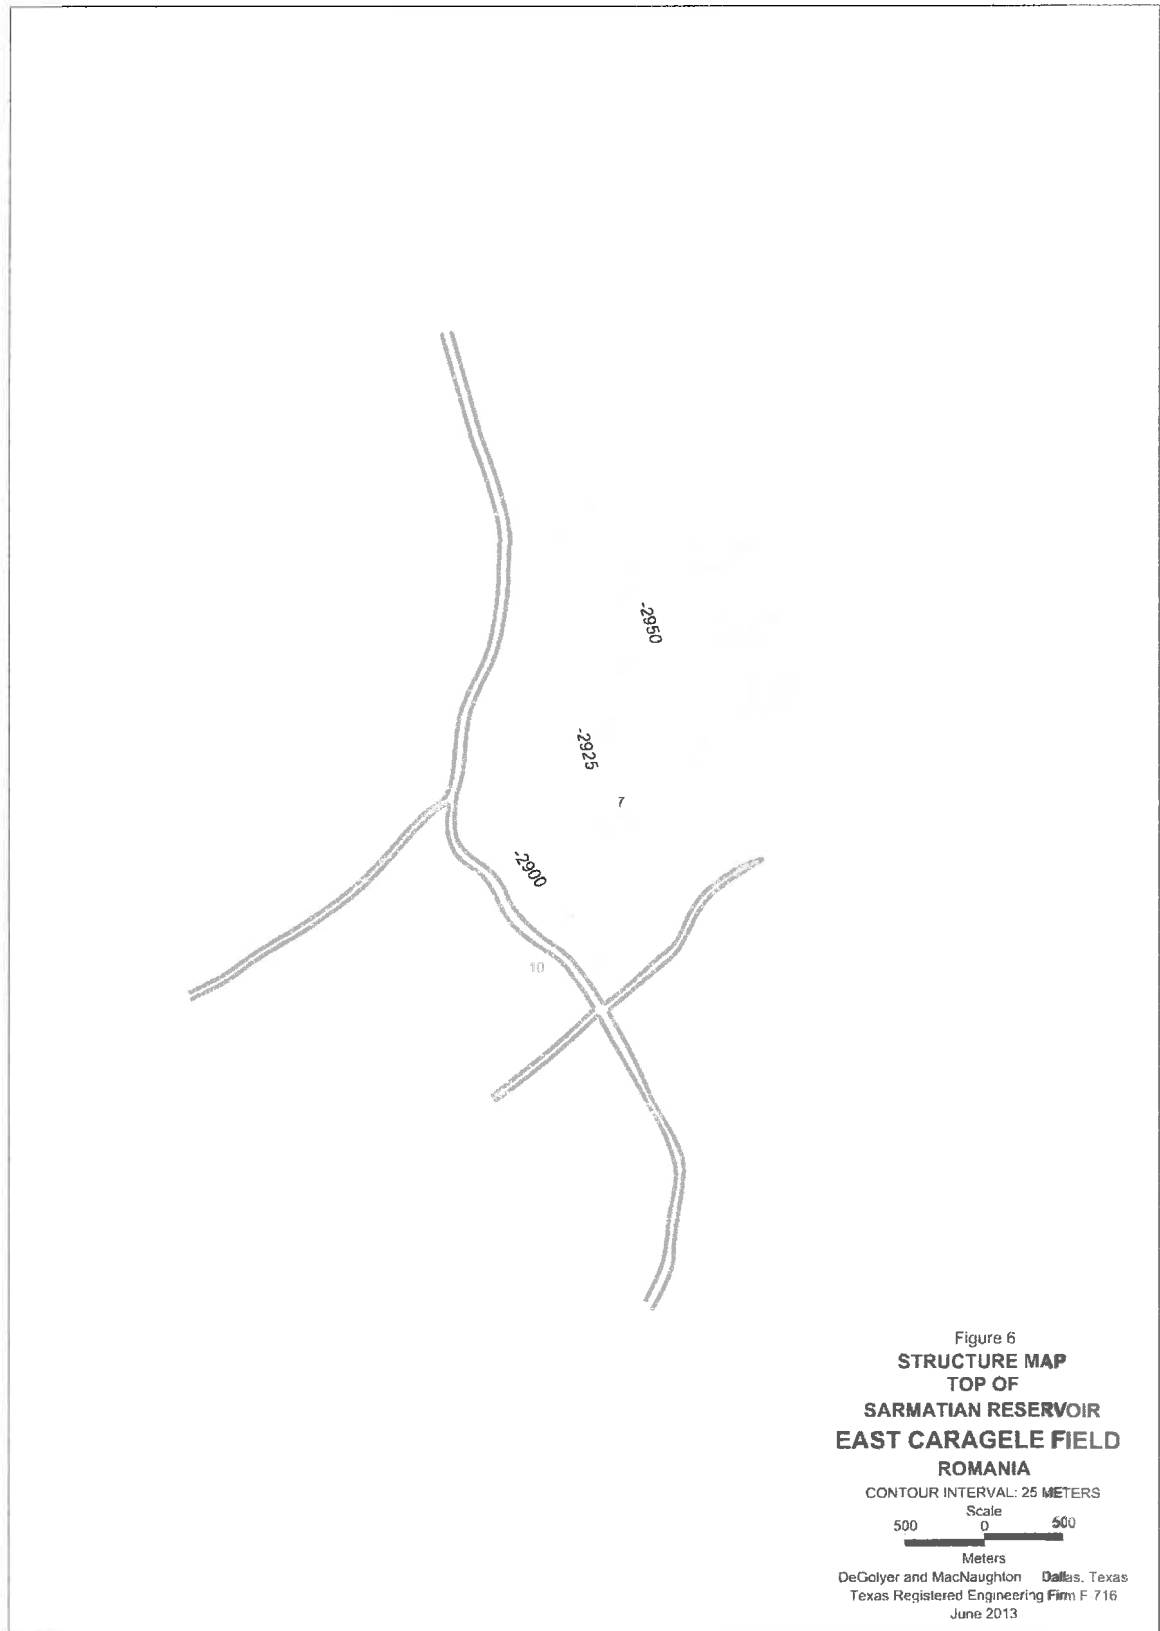 -2950
-2925
7
-2900
10
Figure 6
STRUCTURE MAP
TOP OF
SARMATIAN RESERVOIR
EAST CARAGELE FIELD
ROMANIA
CONTOUR INTERVAL: 25 METERS
Scale
500 0 500
Meters
DeGolyer and MacNaughton Dallas. Texas
Texas Registered Engineering Firm F 716
June 2013